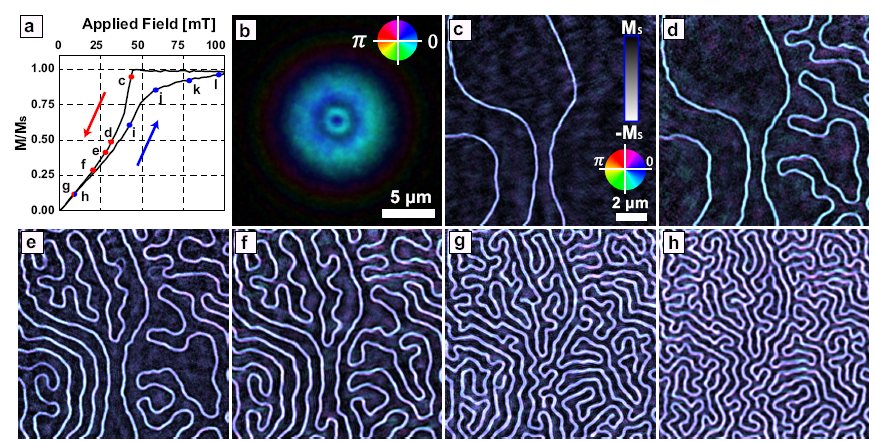 a
Applied Field [mT]
0 25 50 75 100
M/Ms
1.00
0.75
0.50
0.25
0.00
c
d
e
f
g
h
i
j
k
l
b
π 0
5 µm
c
Ms
-Ms
π 0
2 µm
d
e
f
g
h